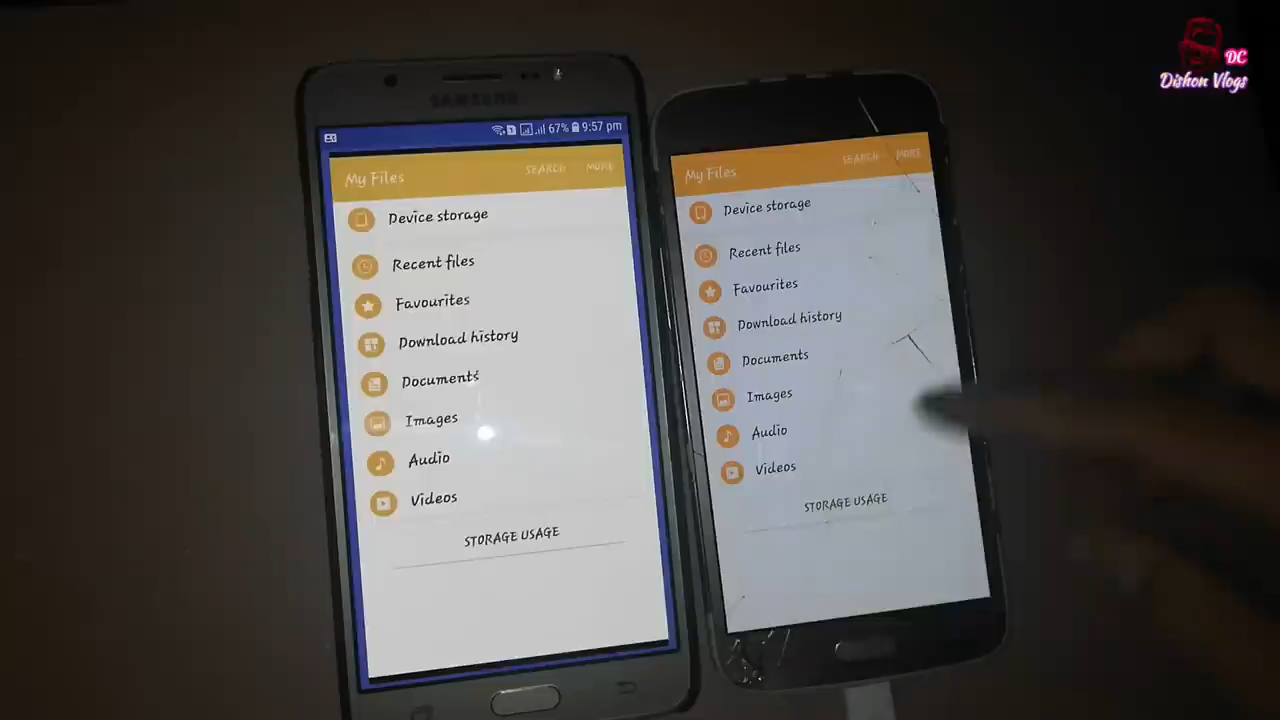 DC
Dishon Vlogs
SAMSUNG
67% 9:57 pm
My Files SEARCH MORE
Device storage
Recent files
Favourites
Download history
Documents
Images
Audio
Videos
STORAGE USAGE
My Files SEARCH MORE
Device storage
Recent files
Favourites
Download history
Documents
Images
Audio
Videos
STORAGE USAGE